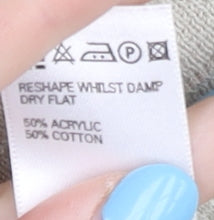 P
RESHAPE WHILST DAMP
DRY FLAT
50% ACRYLIC
50% COTTON